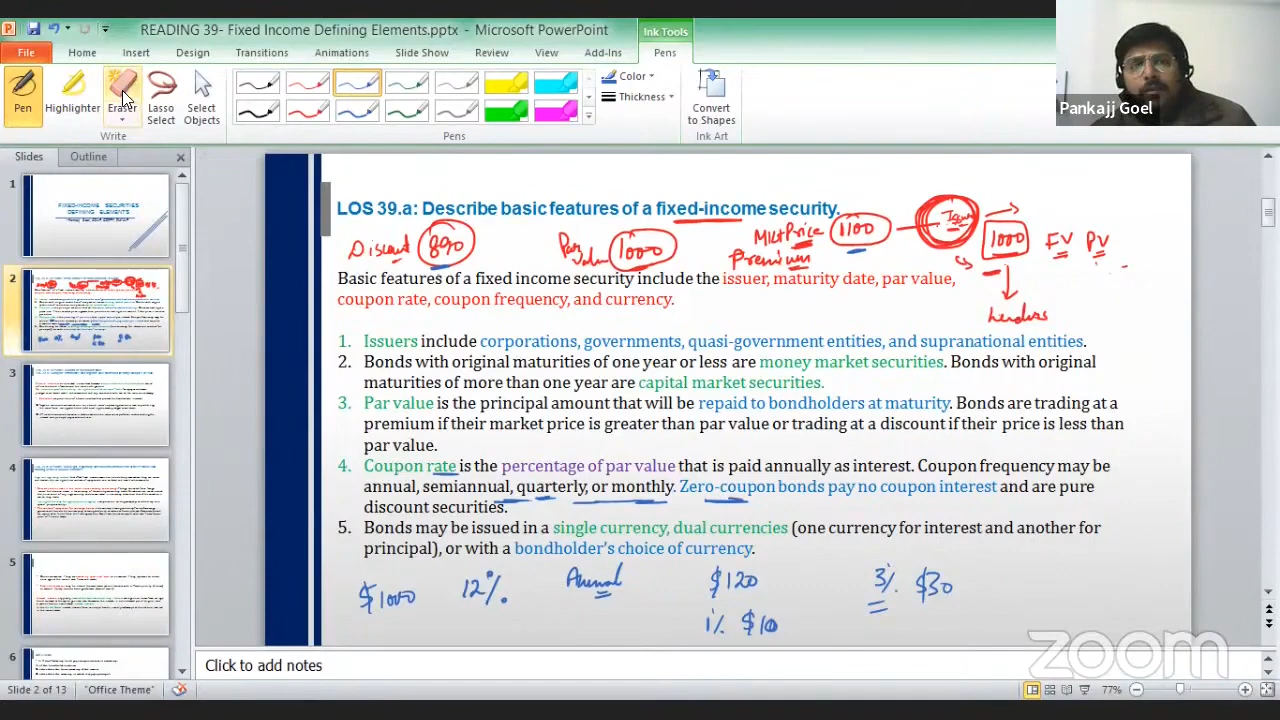 READING 39- Fixed Income Defining Elements.pptx - Microsoft PowerPoint
Ink Tools
File Home Insert Design Transitions Animations Slide Show Review View Add-Ins Pens
Pen Highlighter Eraser Lasso Select Select Objects
Color
Thickness
Convert to Shapes
Write Pens Ink Art
Pankajj Goel
Slides Outline
1
2
3
4
5
6
FIXED-INCOME SECURITIES
DEFINING ELEMENTS
LOS 39.a: Describe basic features of a fixed-income security.
Discount 890 Par Value 1000 Mkt Price 1100 Issuer
Premium 1000 FV PV
Basic features of a fixed income security include the issuer, maturity date, par value,
coupon rate, coupon frequency, and currency.
lenders
1. Issuers include corporations, governments, quasi-government entities, and supranational entities.
2. Bonds with original maturities of one year or less are money market securities. Bonds with original
maturities of more than one year are capital market securities.
3. Par value is the principal amount that will be repaid to bondholders at maturity. Bonds are trading at a
premium if their market price is greater than par value or trading at a discount if their price is less than
par value.
4. Coupon rate is the percentage of par value that is paid annually as interest. Coupon frequency may be
annual, semiannual, quarterly, or monthly. Zero-coupon bonds pay no coupon interest and are pure
discount securities.
5. Bonds may be issued in a single currency, dual currencies (one currency for interest and another for
principal), or with a bondholder's choice of currency.
$1000 12% Annual $120 3% $30
1% $10
zoom
Click to add notes
Slide 2 of 13 "Office Theme" 77%